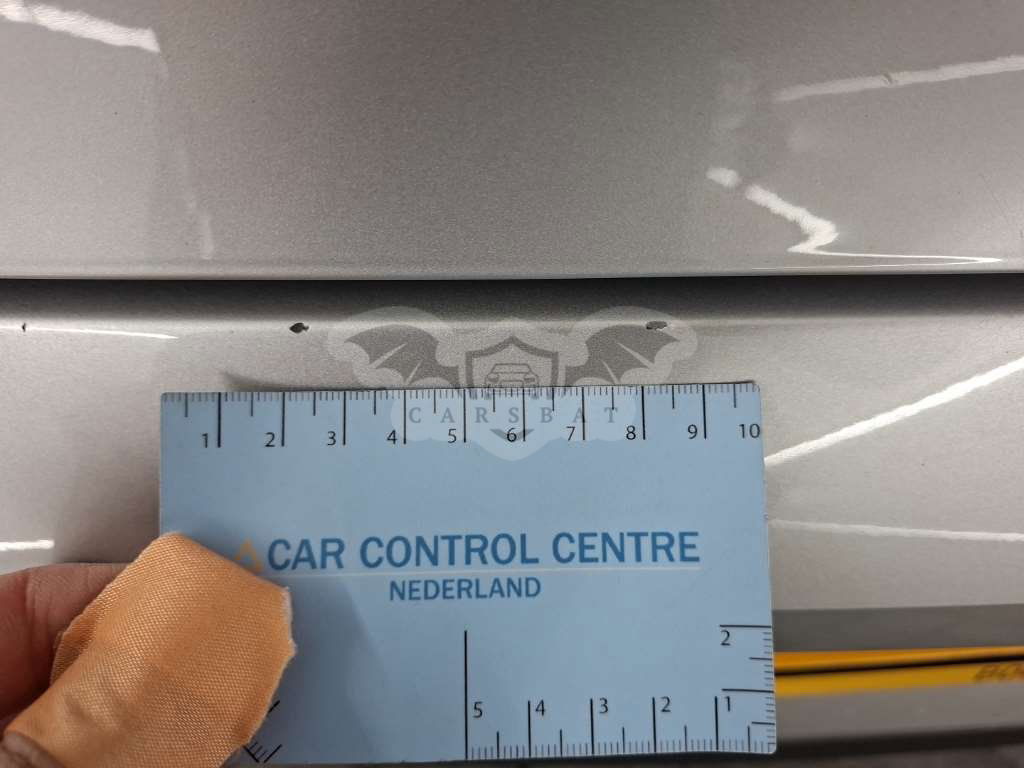 CARSBAT
1 2 3 4 5 6 7 8 9 10
CAR CONTROL CENTRE
NEDERLAND
2
5 4 3 2 1